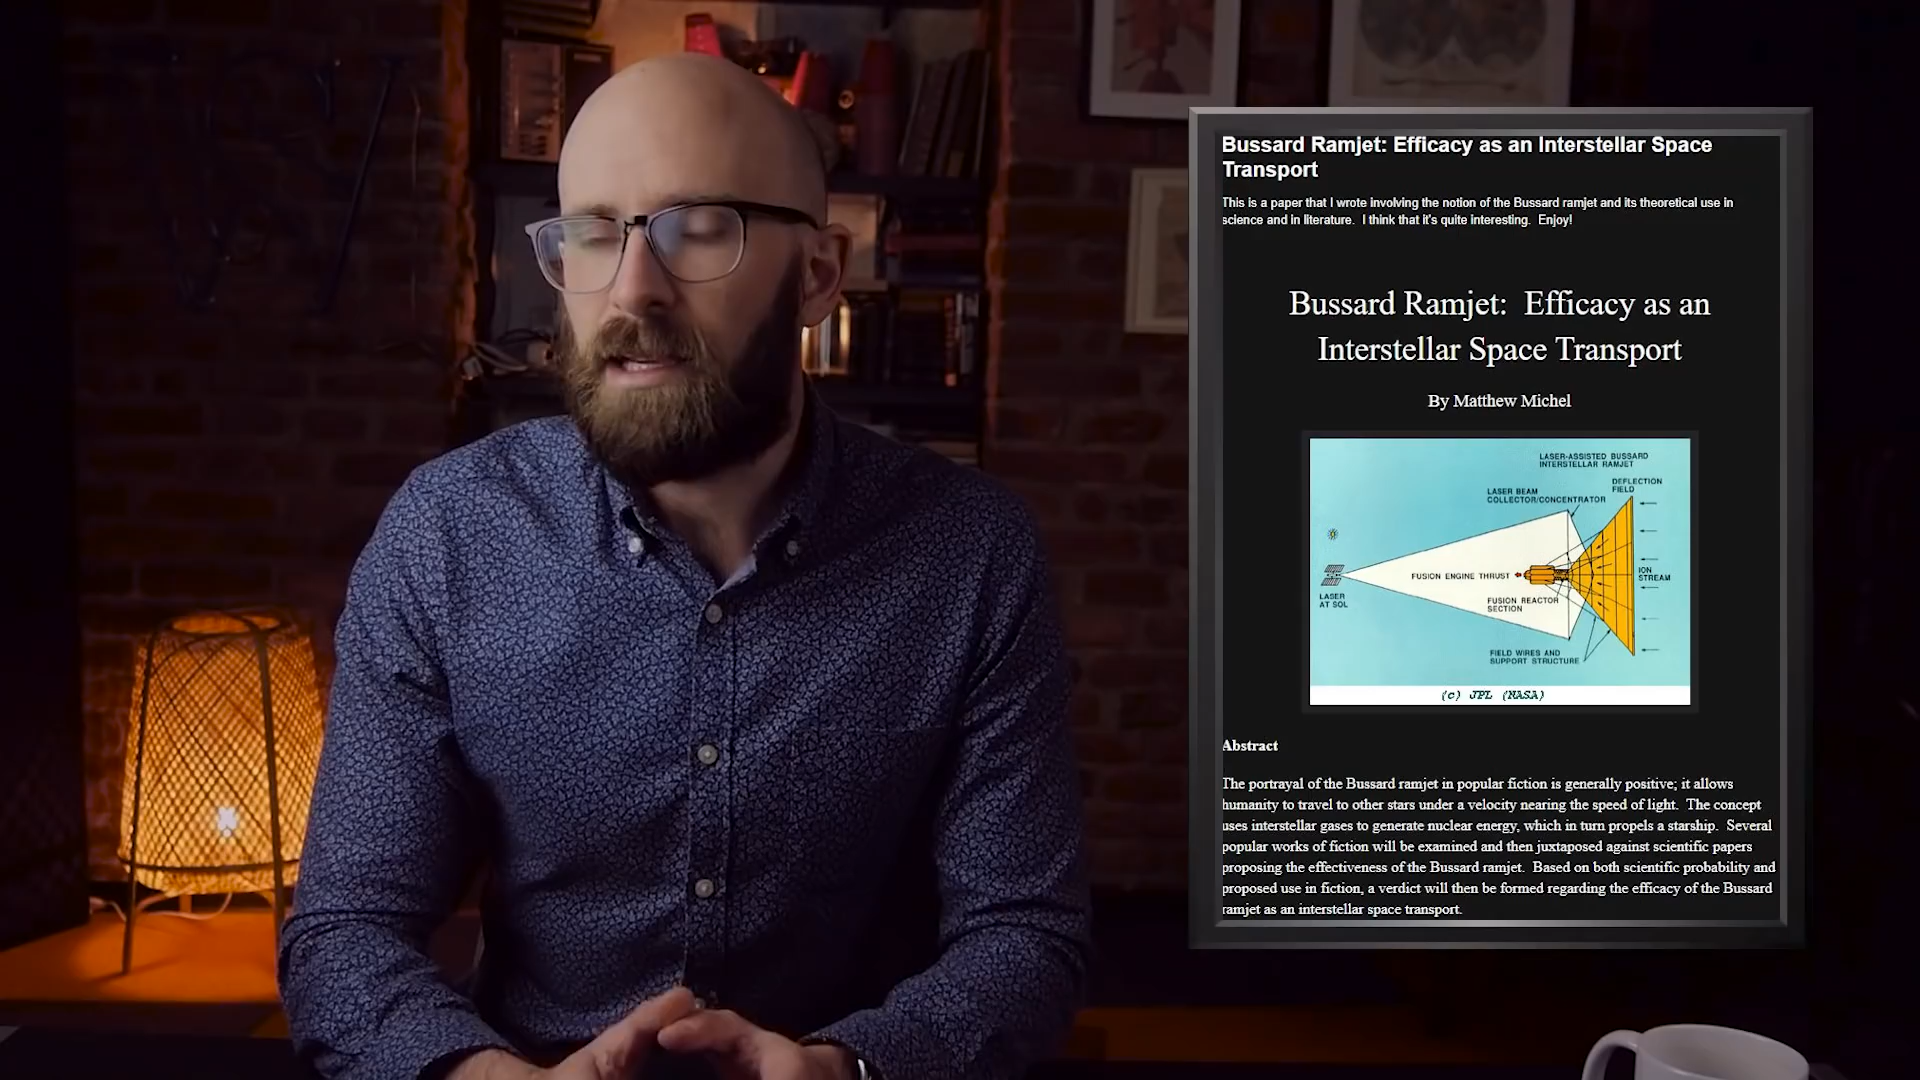 Bussard Ramjet: Efficacy as an Interstellar Space
Transport
This is a paper that I wrote involving the notion of the Bussard ramjet and its theoretical use in
science and in literature.  I think that it's quite interesting.  Enjoy!
Bussard Ramjet:  Efficacy as an
Interstellar Space Transport
By Matthew Michel
LASER-ASSISTED BUSSARD
INTERSTELLAR RAMJET
DEFLECTION
FIELD
LASER BEAM
COLLECTOR/CONCENTRATOR
FUSION ENGINE THRUST
ION
STREAM
LASER
AT SOL
FUSION REACTOR
SECTION
FIELD WIRES AND
SUPPORT STRUCTURE
(c) JPL (NASA)
Abstract
The portrayal of the Bussard ramjet in popular fiction is generally positive; it allows
humanity to travel to other stars under a velocity nearing the speed of light.  The concept
uses interstellar gases to generate nuclear energy, which in turn propels a starship.  Several
popular works of fiction will be examined and then juxtaposed against scientific papers
proposing the effectiveness of the Bussard ramjet.  Based on both scientific probability and
proposed use in fiction, a verdict will then be formed regarding the efficacy of the Bussard
ramjet as an interstellar space transport.